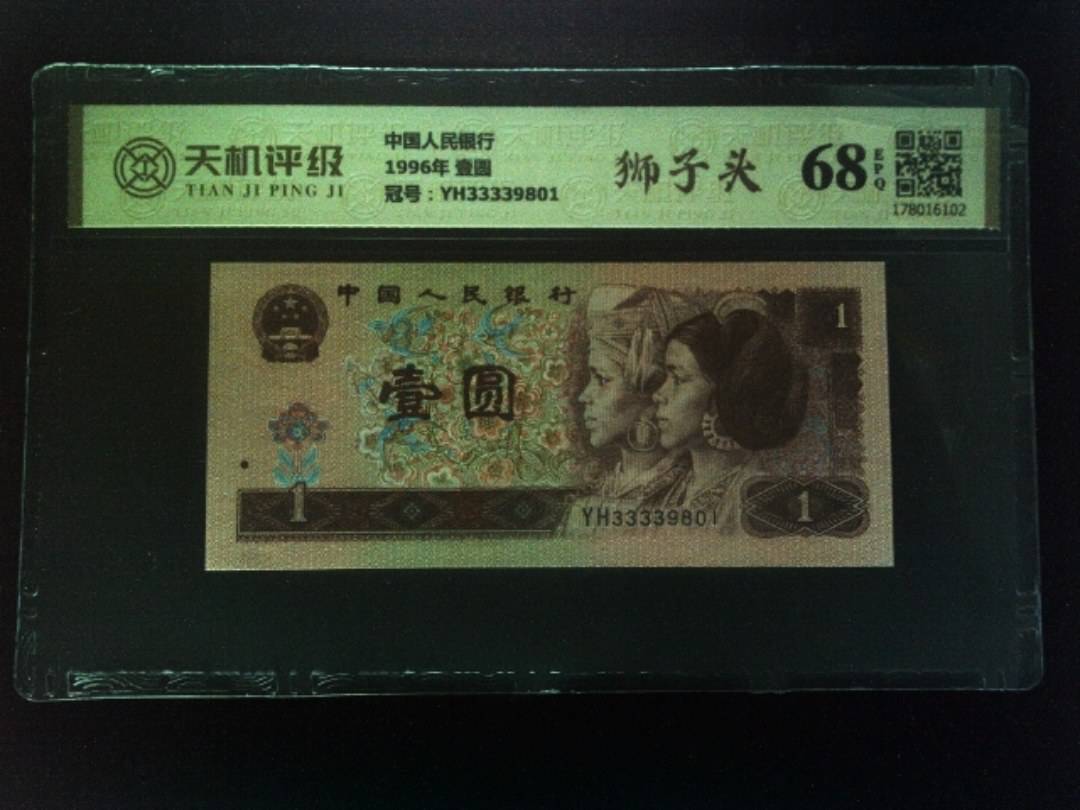 天机评级
TIAN JI PING JI
中国人民银行
1996年 壹圆
冠号：YH33339801
狮子头
68
EPQ
178016102
中国人民银行
1
壹圆
1
YH33339801
1